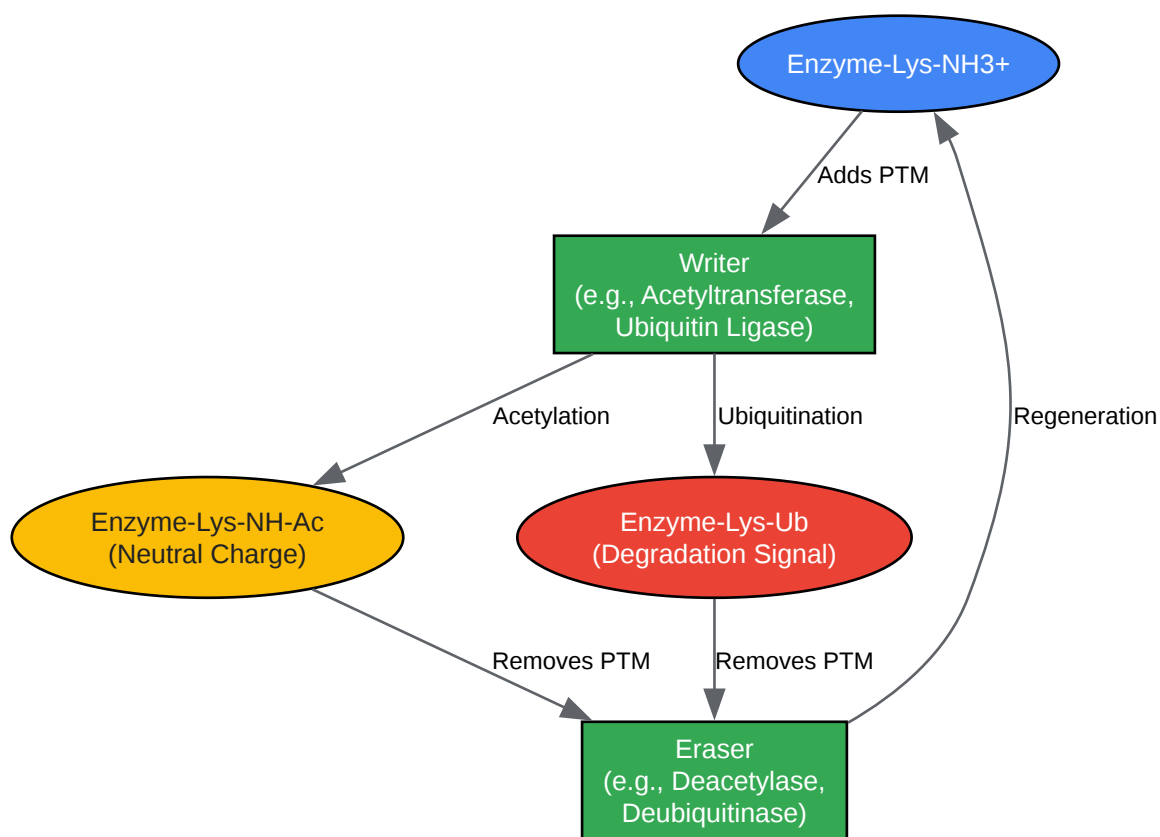 Enzyme-Lys-NH3+
Adds PTM
Writer
(e.g., Acetyltransferase,
Ubiquitin Ligase)
Acetylation
Ubiquitination
Regeneration
Enzyme-Lys-NH-Ac
(Neutral Charge)
Enzyme-Lys-Ub
(Degradation Signal)
Removes PTM
Removes PTM
Eraser
(e.g., Deacetylase,
Deubiquitinase)